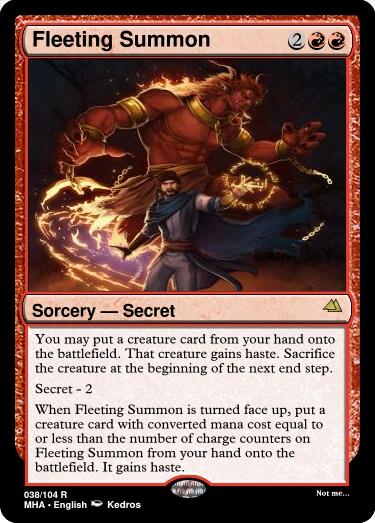 Fleeting Summon 2
Sorcery — Secret
You may put a creature card from your hand onto
the battlefield. That creature gains haste. Sacrifice
the creature at the beginning of the next end step.
Secret - 2
When Fleeting Summon is turned face up, put a
creature card with converted mana cost equal to
or less than the number of charge counters on
Fleeting Summon from your hand onto the
battlefield. It gains haste.
038/104 R
MHA • English Kedros
Not me...